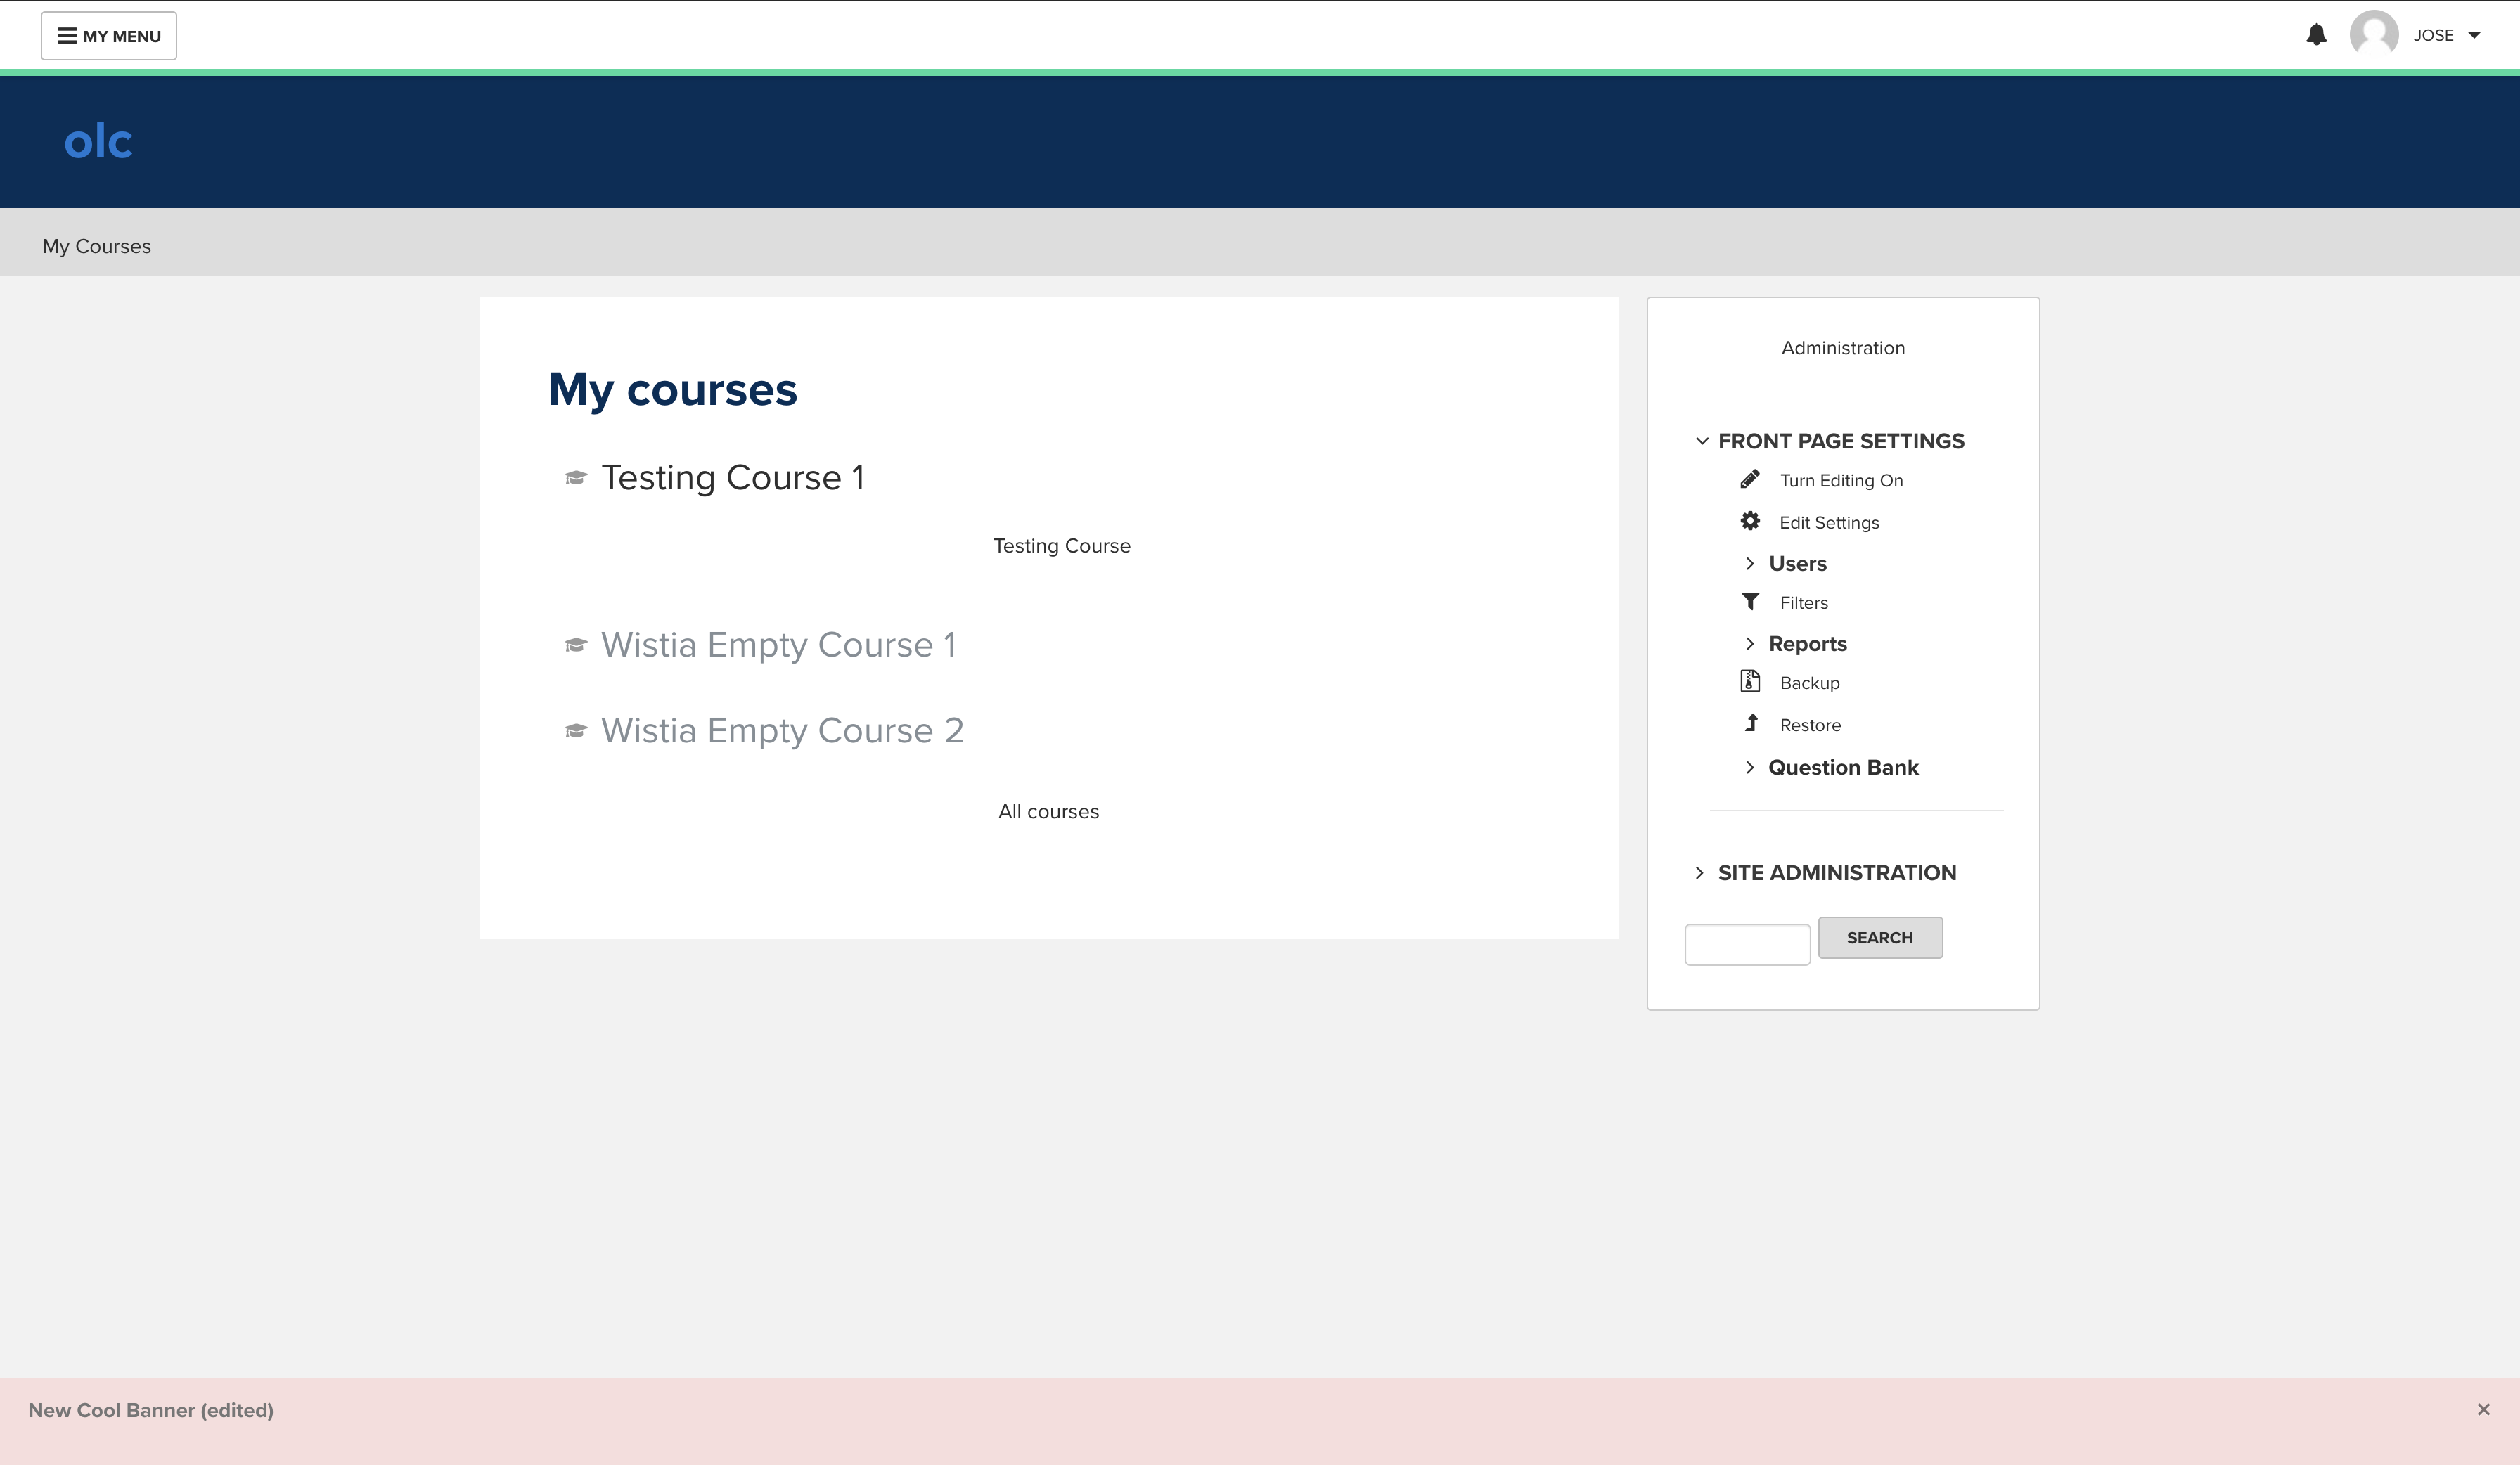 MY MENU
JOSE
olc
My Courses
My courses
Testing Course 1
Testing Course
Wistia Empty Course 1
Wistia Empty Course 2
All courses
Administration
FRONT PAGE SETTINGS
Turn Editing On
Edit Settings
Users
Filters
Reports
Backup
Restore
Question Bank
SITE ADMINISTRATION
SEARCH
New Cool Banner (edited)